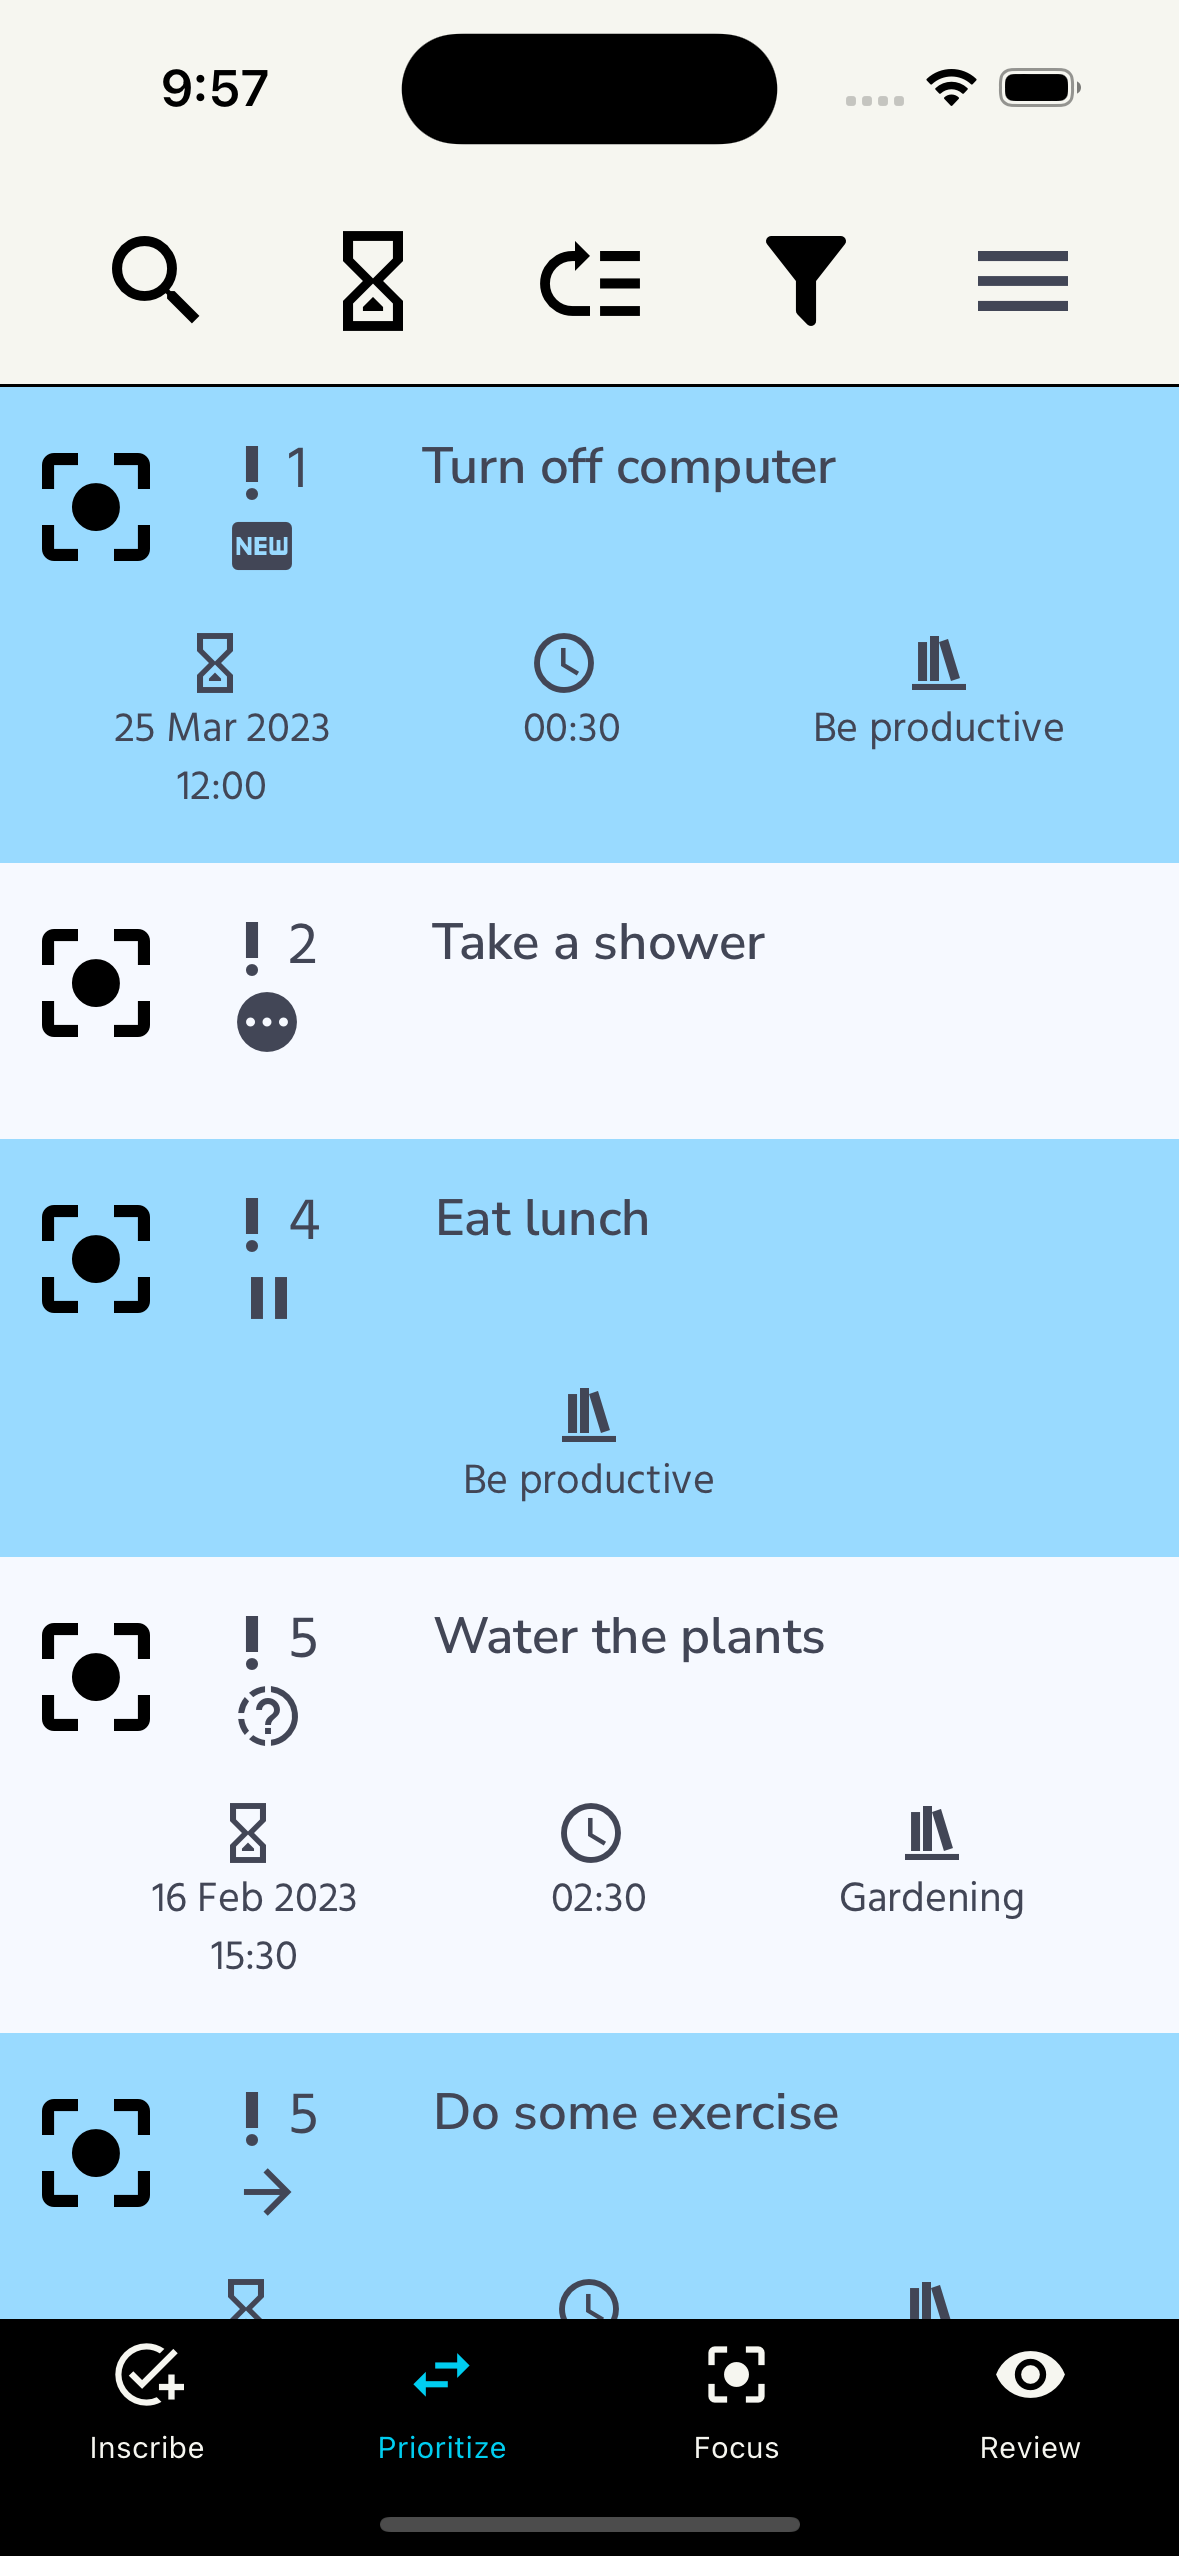 9:57
! 1 Turn off computer
NEW
25 Mar 2023 00:30 Be productive
12:00
! 2 Take a shower
! 4 Eat lunch
Be productive
! 5 Water the plants
?
16 Feb 2023 02:30 Gardening
15:30
! 5 Do some exercise
Inscribe Prioritize Focus Review